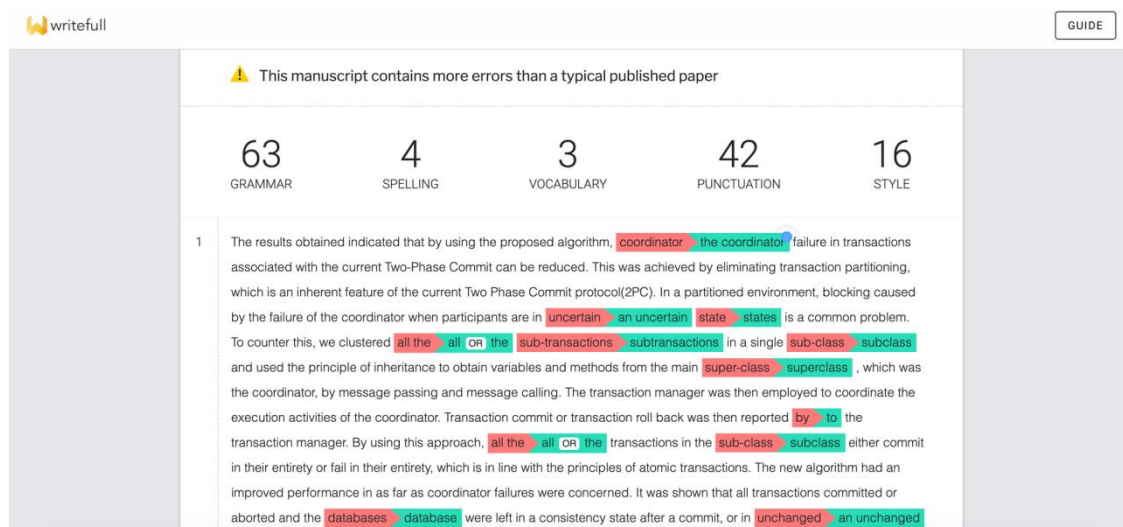 writefull
GUIDE
This manuscript contains more errors than a typical published paper
63 4 3 42 16
GRAMMAR SPELLING VOCABULARY PUNCTUATION STYLE
1 The results obtained indicated that by using the proposed algorithm, coordinator the coordinator failure in transactions
associated with the current Two-Phase Commit can be reduced. This was achieved by eliminating transaction partitioning,
which is an inherent feature of the current Two Phase Commit protocol(2PC). In a partitioned environment, blocking caused
by the failure of the coordinator when participants are in uncertain an uncertain state states is a common problem.
To counter this, we clustered all the all OR the sub-transactions subtransactions in a single sub-class subclass
and used the principle of inheritance to obtain variables and methods from the main super-class superclass , which was
the coordinator, by message passing and message calling. The transaction manager was then employed to coordinate the
execution activities of the coordinator. Transaction commit or transaction roll back was then reported by to the
transaction manager. By using this approach, all the all OR the transactions in the sub-class subclass either commit
in their entirety or fail in their entirety, which is in line with the principles of atomic transactions. The new algorithm had an
improved performance in as far as coordinator failures were concerned. It was shown that all transactions committed or
aborted and the databases database were left in a consistency state after a commit, or in unchanged an unchanged